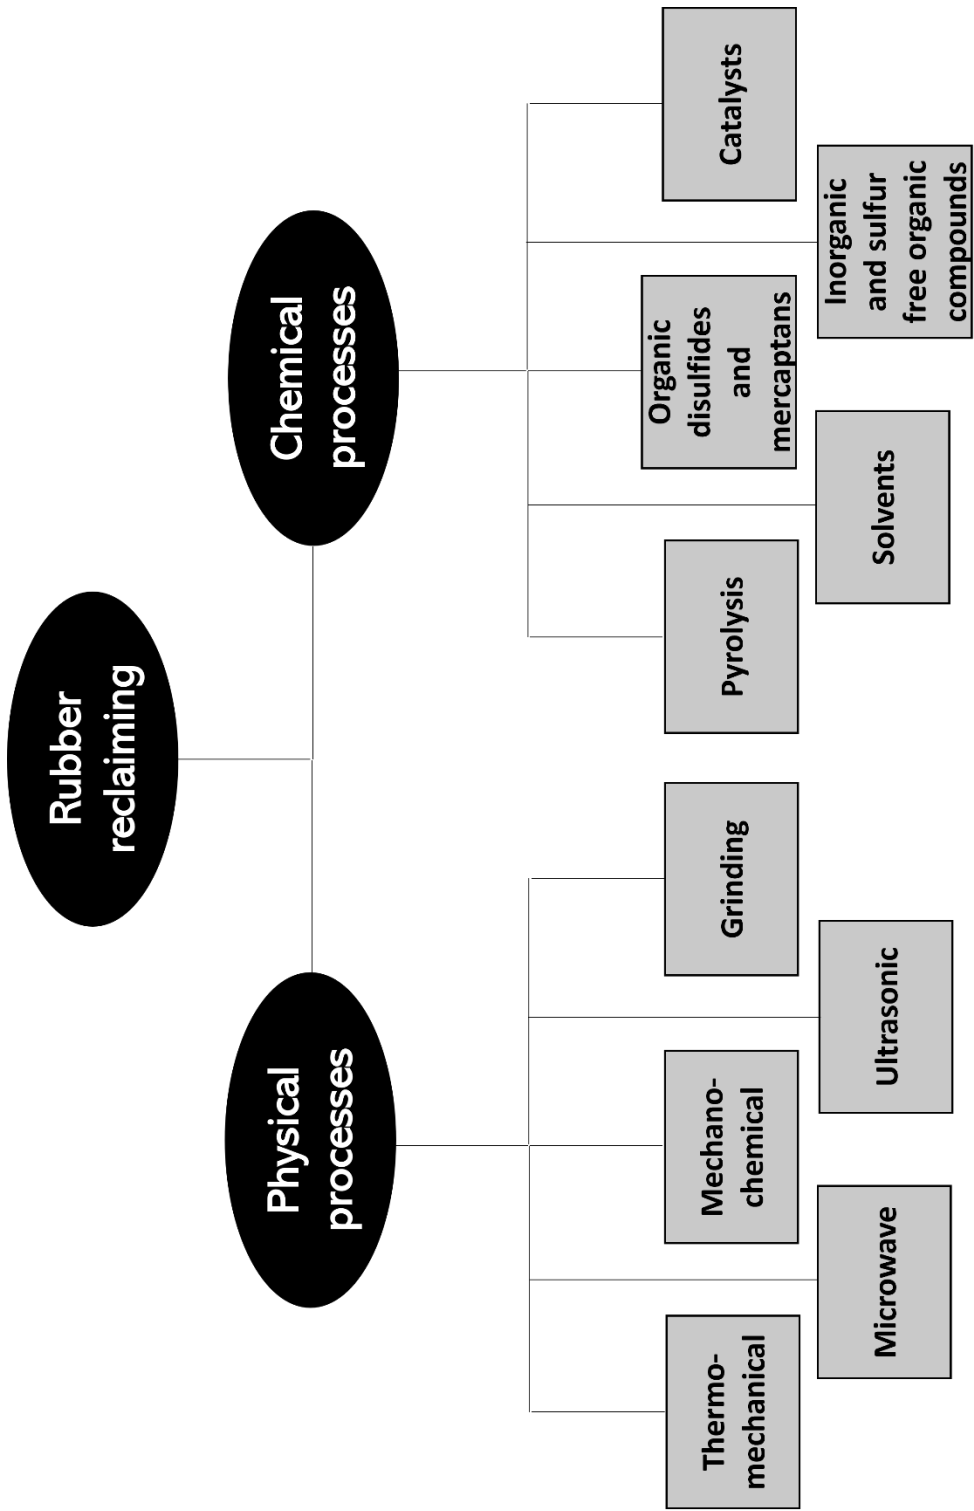 Rubber
reclaiming
Physical
processes
Chemical
processes
Thermo-
mechanical
Microwave
Mechano-
chemical
Ultrasonic
Grinding
Pyrolysis
Solvents
Organic
disulfides
and
mercaptans
Inorganic
and sulfur
free organic
compounds
Catalysts